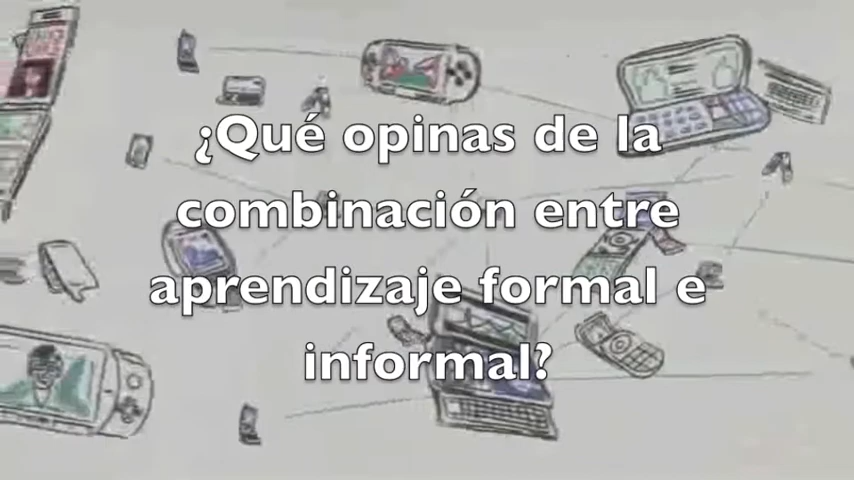 ¿Qué opinas de la
combinación entre
aprendizaje formal e
informal?